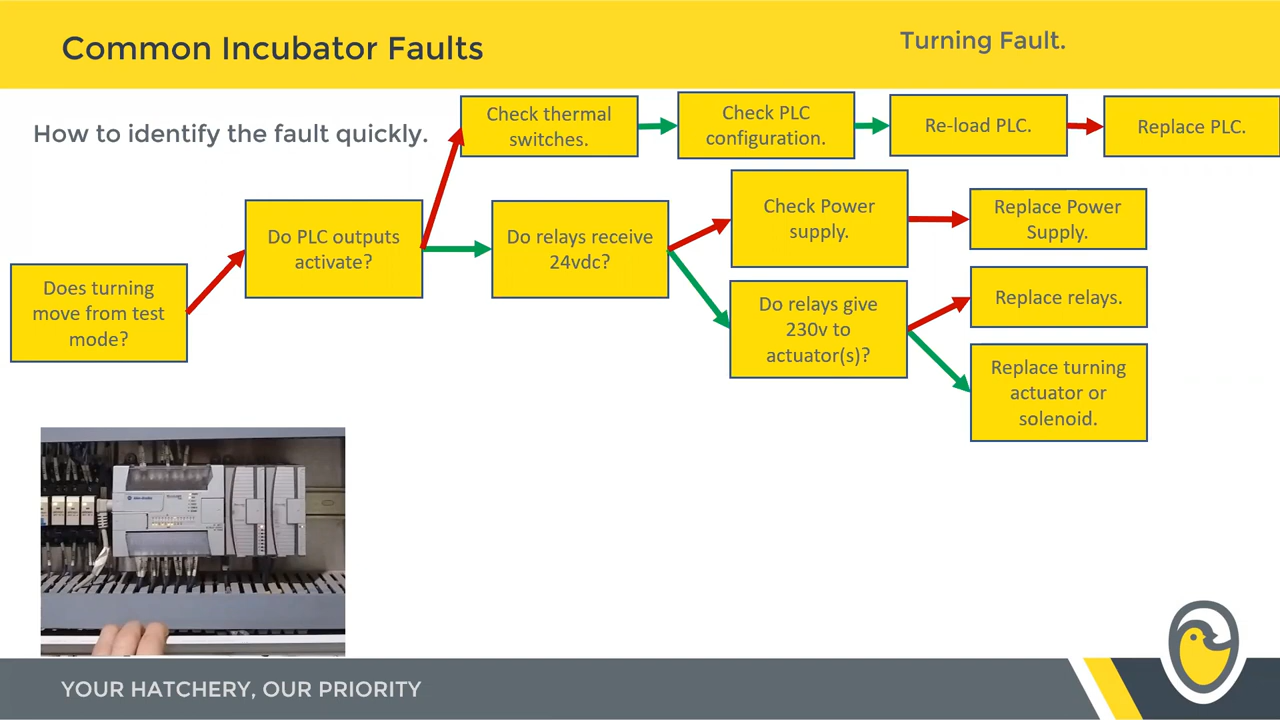 Common Incubator Faults
Turning Fault.
How to identify the fault quickly.
Check thermal
switches.
Check PLC
configuration.
Re-load PLC.
Replace PLC.
Does turning
move from test
mode?
Do PLC outputs
activate?
Do relays receive
24vdc?
Check Power
supply.
Replace Power
Supply.
Do relays give
230v to
actuator(s)?
Replace relays.
Replace turning
actuator or
solenoid.
YOUR HATCHERY, OUR PRIORITY